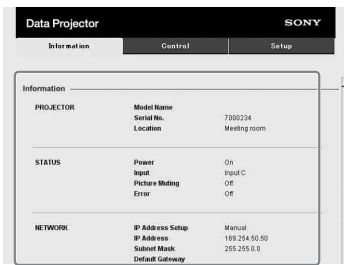 Data Projector SONY
Information Control Setup
Information
PROJECTOR Model Name
Serial No. 7000234
Location Meeting room
STATUS Power On
Input Input C
Picture Muting Off
Error Off
NETWORK IP Address Setup Manual
IP Address 169.254.50.50
Subnet Mask 255.255.0.0
Default Gateway